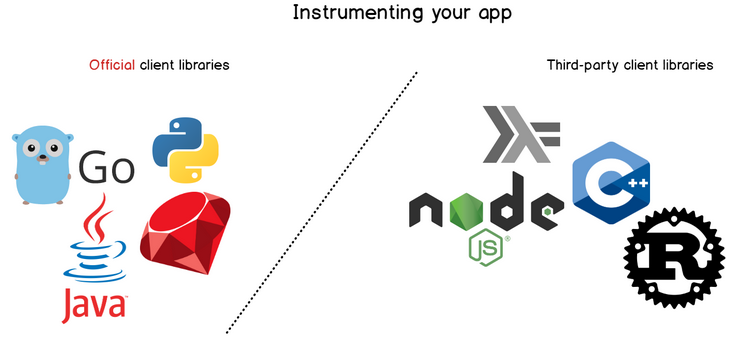 Instrumenting your app
Official client libraries
Third-party client libraries
Go
Java
node
JS
C++
R